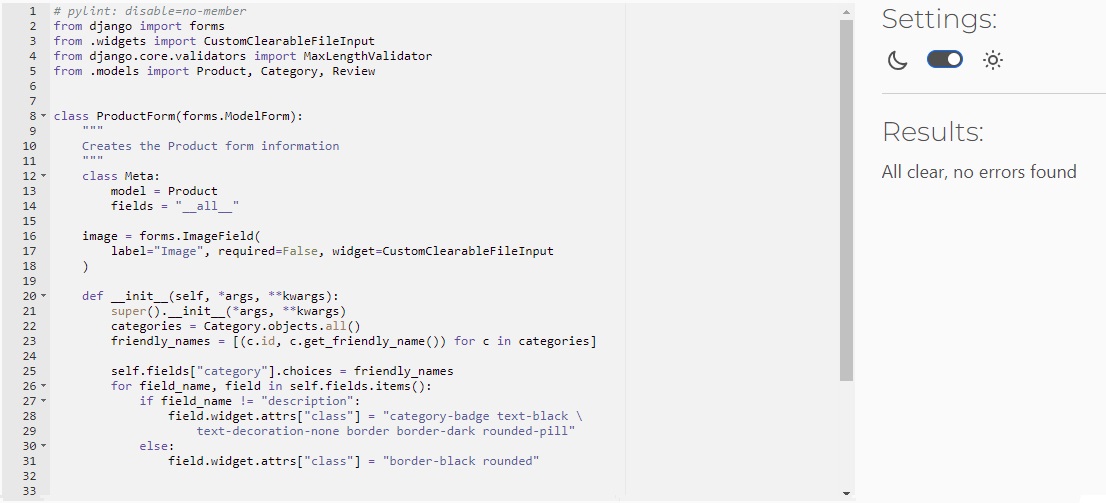 1 # pylint: disable=no-member
2 from django import forms
3 from .widgets import CustomClearableFileInput
4 from django.core.validators import MaxLengthValidator
5 from .models import Product, Category, Review
6
7
8 class ProductForm(forms.ModelForm):
9     """
10     Creates the Product form information
11     """
12     class Meta:
13         model = Product
14         fields = "__all__"
15
16     image = forms.ImageField(
17         label="Image", required=False, widget=CustomClearableFileInput
18     )
19
20     def __init__(self, *args, **kwargs):
21         super().__init__(*args, **kwargs)
22         categories = Category.objects.all()
23         friendly_names = [(c.id, c.get_friendly_name()) for c in categories]
24
25         self.fields["category"].choices = friendly_names
26         for field_name, field in self.fields.items():
27             if field_name != "description":
28                 field.widget.attrs["class"] = "category-badge text-black \
29                     text-decoration-none border border-dark rounded-pill"
30             else:
31                 field.widget.attrs["class"] = "border-black rounded"
32
33
Settings:
Results:
All clear, no errors found